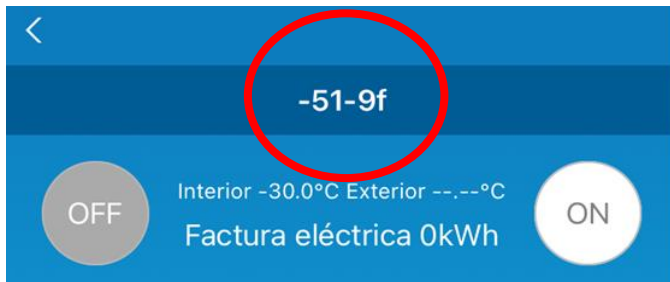 -51-9f
OFF
Interior -30.0°C Exterior --.--°C
Factura eléctrica 0kWh
ON